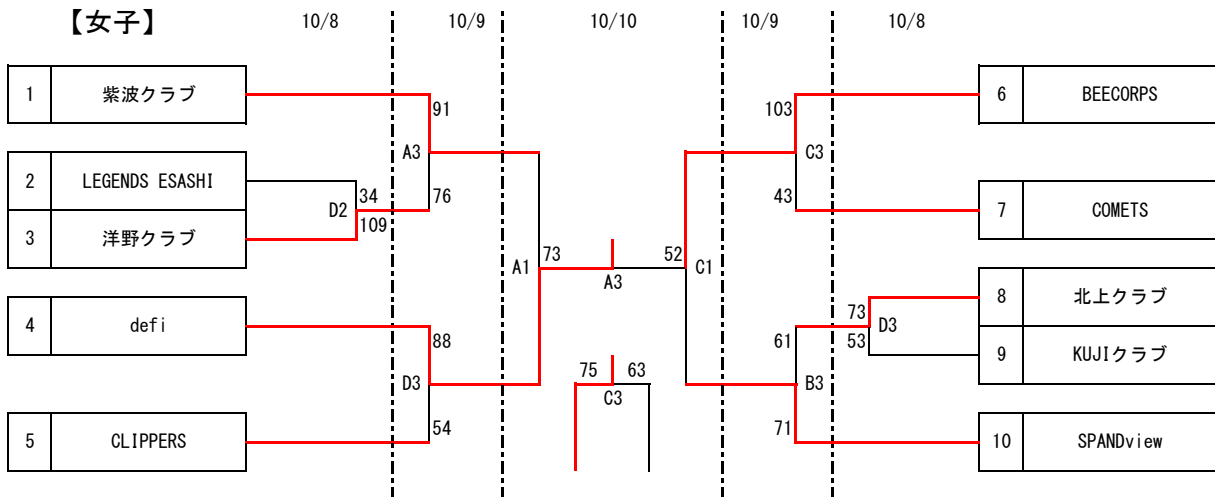 【女子】 10/8 10/9 10/10 10/9 10/8
1 紫波クラブ 91 103 6 BEECORPS
A3 C3
2 LEGENDS ESASHI 34 76 43 7 COMETS
D2
3 洋野クラブ 109
A1 73 52 C1
A3
4 defi 88 61 73 D3 8 北上クラブ
53 9 KUJIクラブ
D3 75 63 B3
C3
5 CLIPPERS 54 71 10 SPANDview